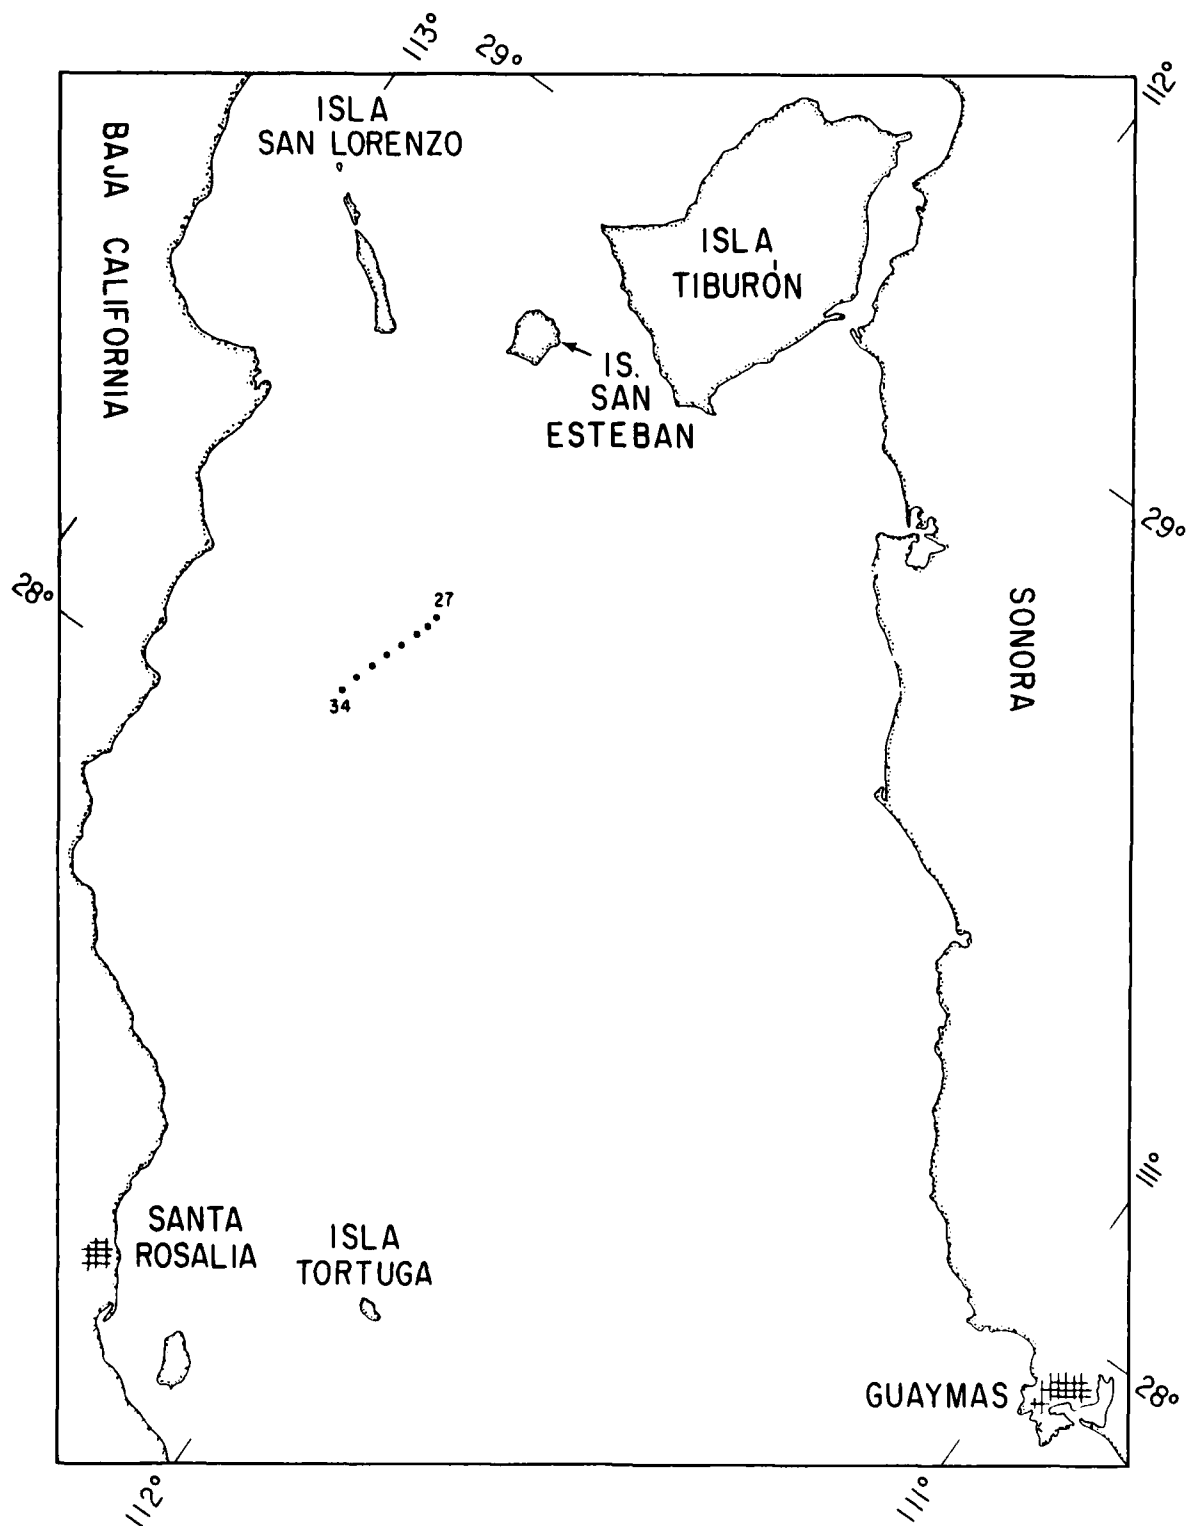 113°
29°
112°
ISLA
SAN LORENZO
BAJA CALIFORNIA
ISLA
TIBURÓN
IS.
SAN
ESTEBAN
29°
28°
27
34
SONORA
111°
SANTA
ROSALIA
ISLA
TORTUGA
GUAYMAS
28°
112°
111°